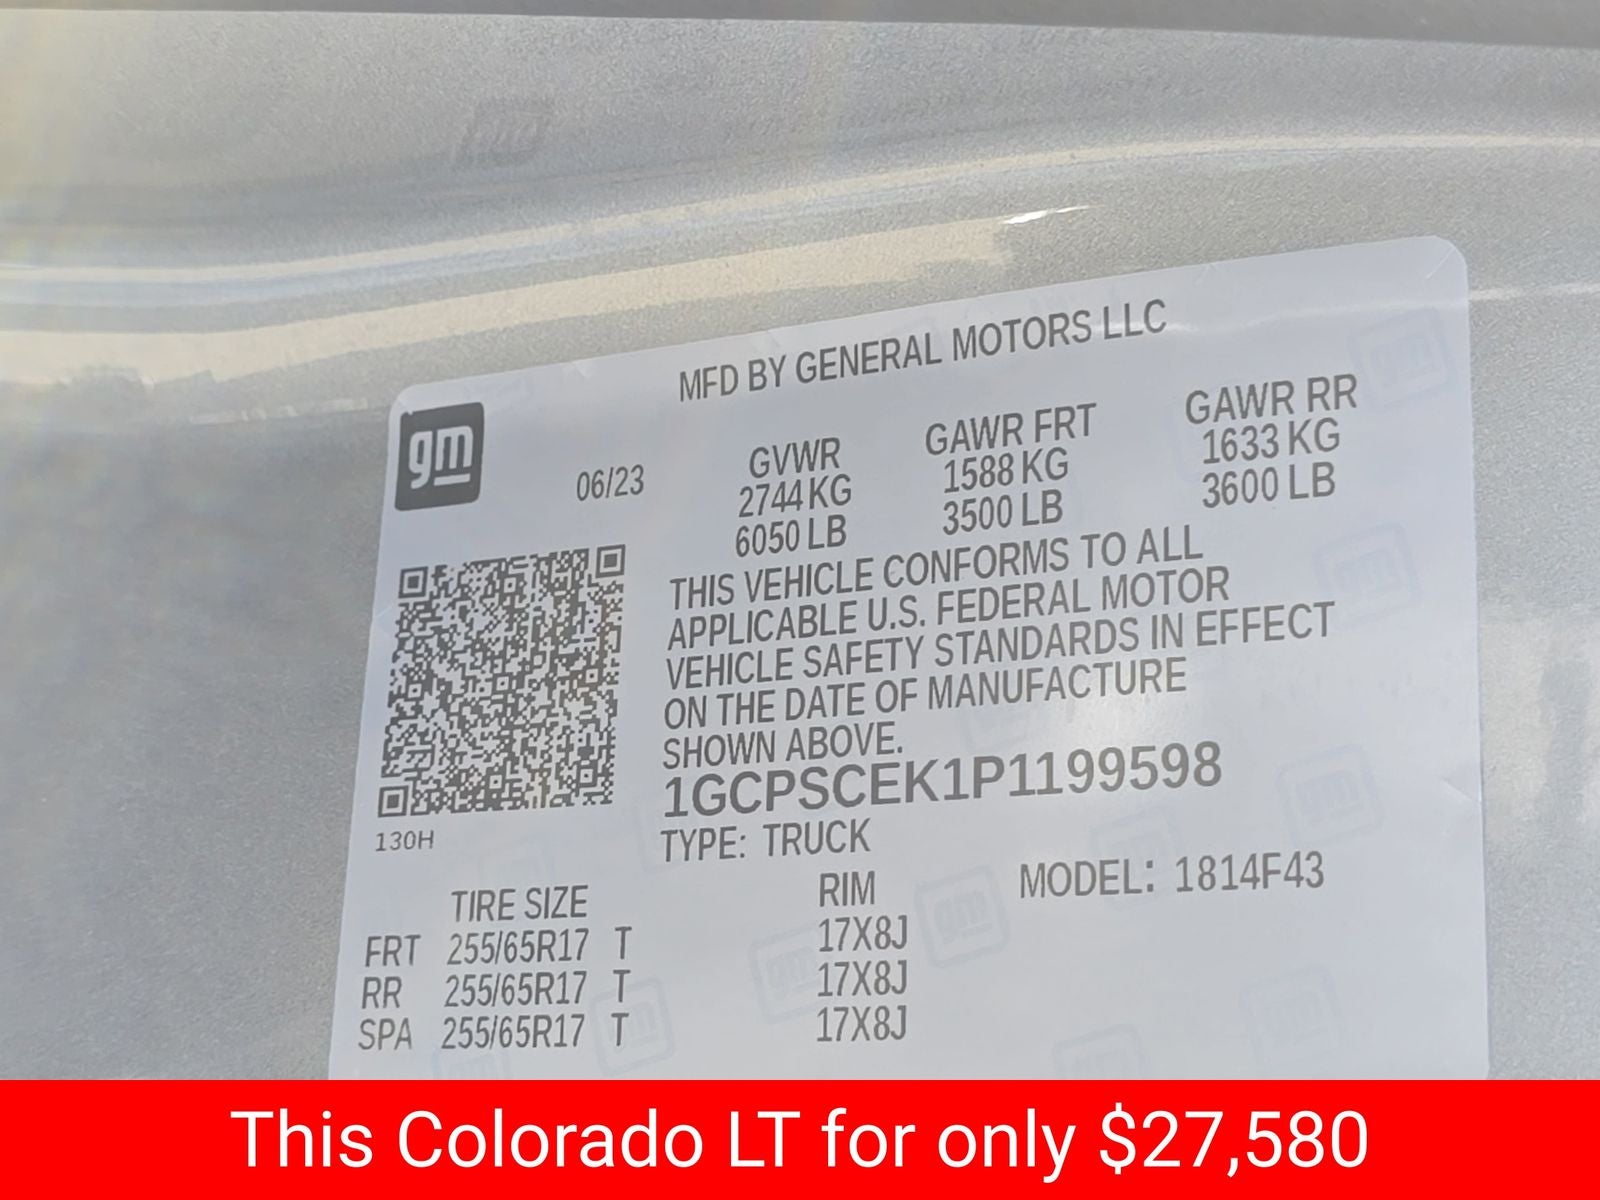 MFD BY GENERAL MOTORS LLC
gm
06/23
GVWR
2744 KG
6050 LB
GAWR FRT
1588 KG
3500 LB
GAWR RR
1633 KG
3600 LB
THIS VEHICLE CONFORMS TO ALL
APPLICABLE U.S. FEDERAL MOTOR
VEHICLE SAFETY STANDARDS IN EFFECT
ON THE DATE OF MANUFACTURE
SHOWN ABOVE.
1GCPSCEK1P1199598
130H
TYPE: TRUCK
MODEL: 1814F43
TIRE SIZE RIM
FRT 255/65R17 T 17X8J
RR 255/65R17 T 17X8J
SPA 255/65R17 T 17X8J
This Colorado LT for only $27,580